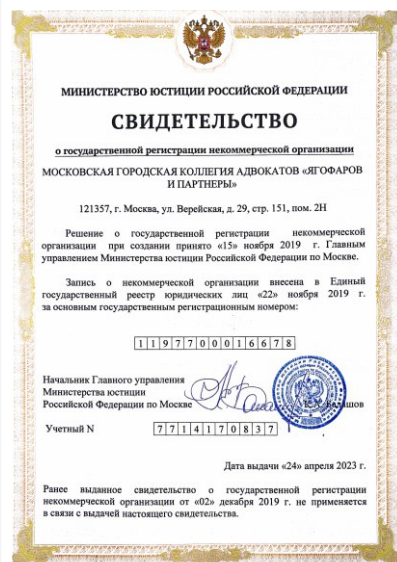 МИНИСТЕРСТВО ЮСТИЦИИ РОССИЙСКОЙ ФЕДЕРАЦИИ
СВИДЕТЕЛЬСТВО
о государственной регистрации некоммерческой организации
МОСКОВСКАЯ ГОРОДСКАЯ КОЛЛЕГИЯ АДВОКАТОВ «ЯГОФАРОВ
И ПАРТНЕРЫ»
121357, г. Москва, ул. Верейская, д. 29, стр. 151, пом. 2Н
Решение о государственной регистрации некоммерческой
организации при создании принято «15» ноября 2019 г. Главным
управлением Министерства юстиции Российской Федерации по Москве.
Запись о некоммерческой организации внесена в Единый
государственный реестр юридических лиц «22» ноября 2019 г.
за основным государственным регистрационным номером:
1197700016678
Начальник Главного управления
Министерства юстиции
Российской Федерации по Москве
Учетный N 7714170837
Дата выдачи «24» апреля 2023 г.
Ранее выданное свидетельство о государственной регистрации
некоммерческой организации от «02» декабря 2019 г. не применяется
в связи с выдачей настоящего свидетельства.